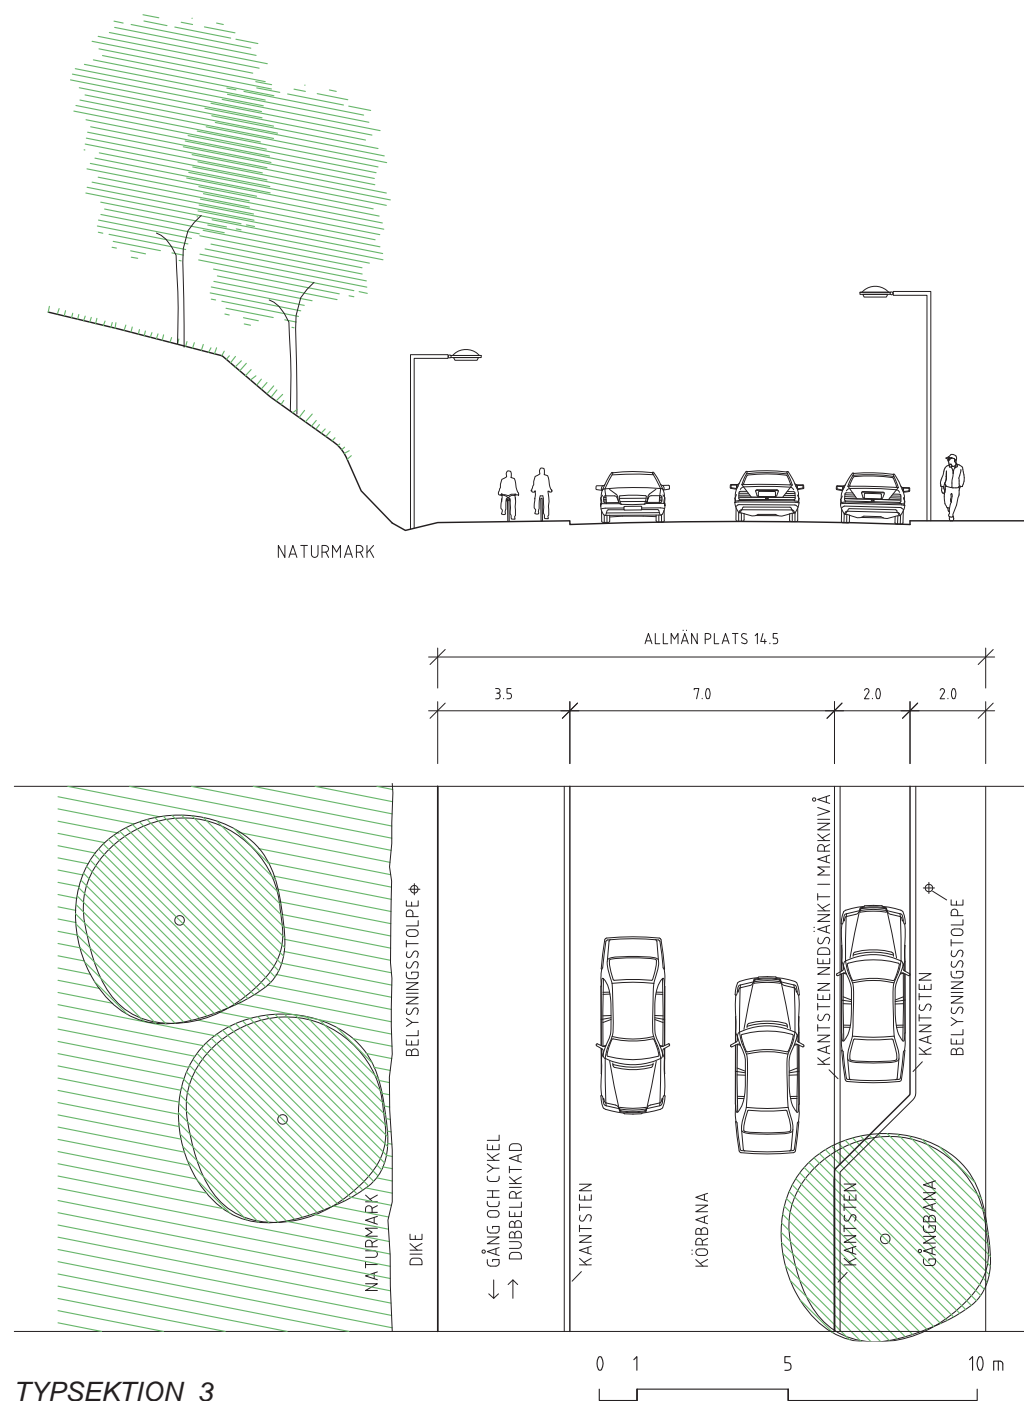 NATURMARK
ALLMÄN PLATS 14.5
3.5
7.0
2.0
2.0
NATURMARK
DIKE
BELYSNINGSSTOLPE
GÅNG OCH CYKEL
DUBBELRIKTAD
KANTSTEN
KÖRBANA
KANTSTEN NEDSÄNKT I MARKNIVÅ
KANTSTEN
KANTSTEN
GÅNGBANA
BELYSNINGSSTOLPE
0 1 5 10 m
TYPSEKTION 3